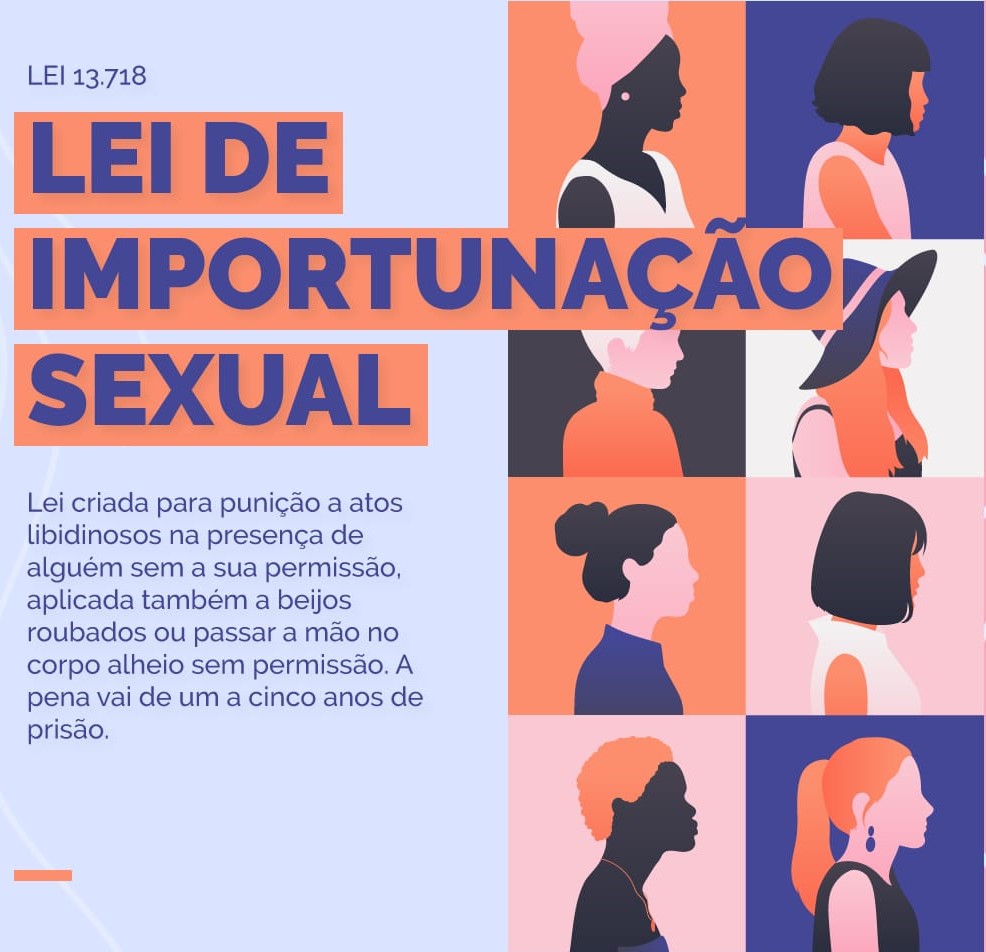 LEI 13.718
LEI DE
IMPORTUNAÇÃO
SEXUAL
Lei criada para punição a atos
libidinosos na presença de
alguém sem a sua permissão,
aplicada também a beijos
roubados ou passar a mão no
corpo alheio sem permissão. A
pena vai de um a cinco anos de
prisão.